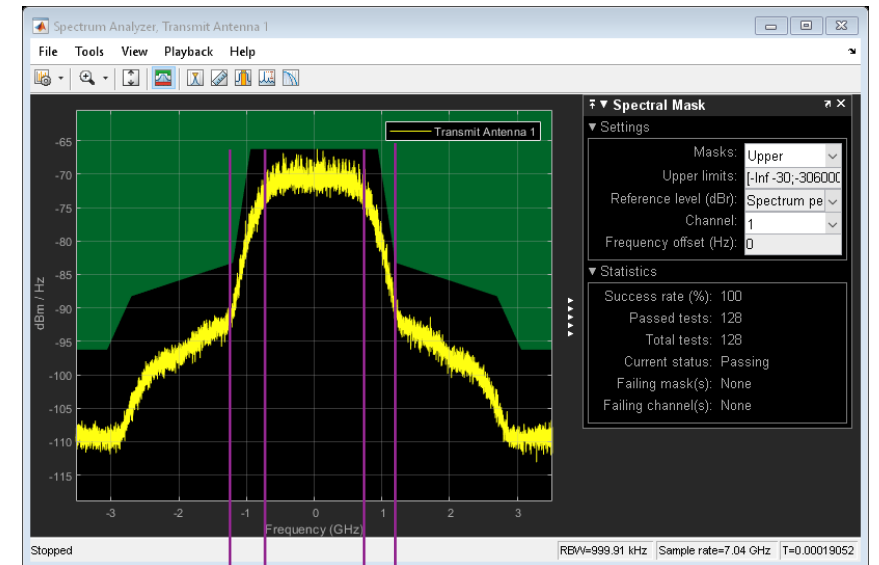 Spectrum Analyzer, Transmit Antenna 1
File Tools View Playback Help
Transmit Antenna 1
-65
-70
-75
-80
-85
-90
-95
-100
-105
-110
-115
dBm / Hz
-3 -2 -1 0 1 2 3
Frequency (GHz)
Spectral Mask
Settings
Masks: Upper
Upper limits: [-Inf -30;-306000
Reference level (dBr): Spectrum pe
Channel: 1
Frequency offset (Hz): 0
Statistics
Success rate (%): 100
Passed tests: 128
Total tests: 128
Current status: Passing
Failing mask(s): None
Failing channel(s): None
Stopped
RBW=999.91 kHz Sample rate=7.04 GHz T=0.00019052